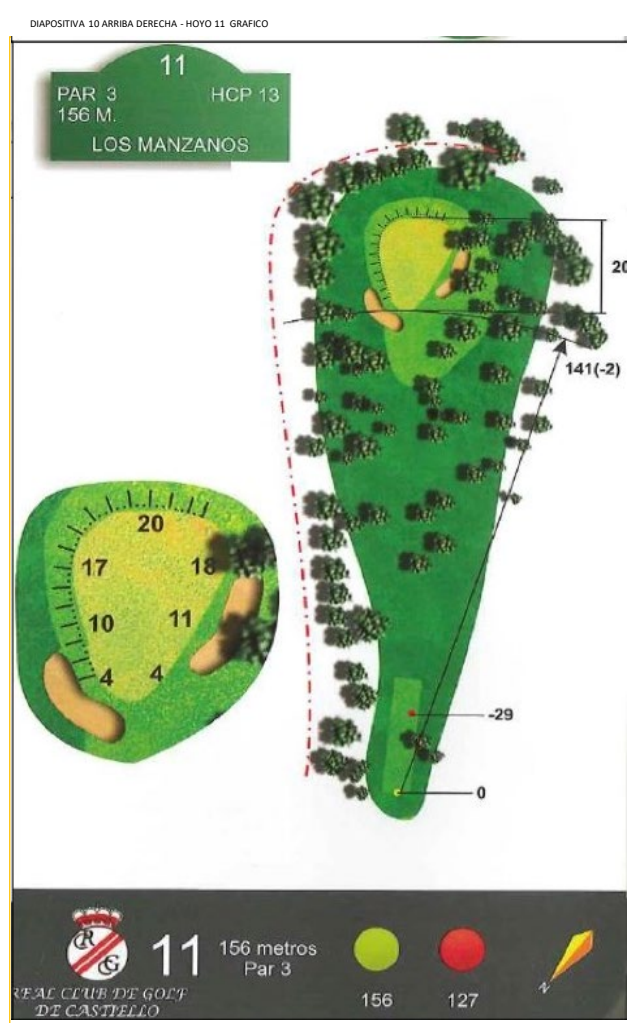 DIAPOSITIVA 10 ARRIBA DERECHA - HOYO 11 GRAFICO
11
PAR 3 HCP 13
156 M.
LOS MANZANOS
20
141(-2)
20
17 18
10 11
4 4
-29
0
CR
G
11
156 metros
Par 3
156
127
N
REAL CLUB DE GOLF
DE CASTIELLO